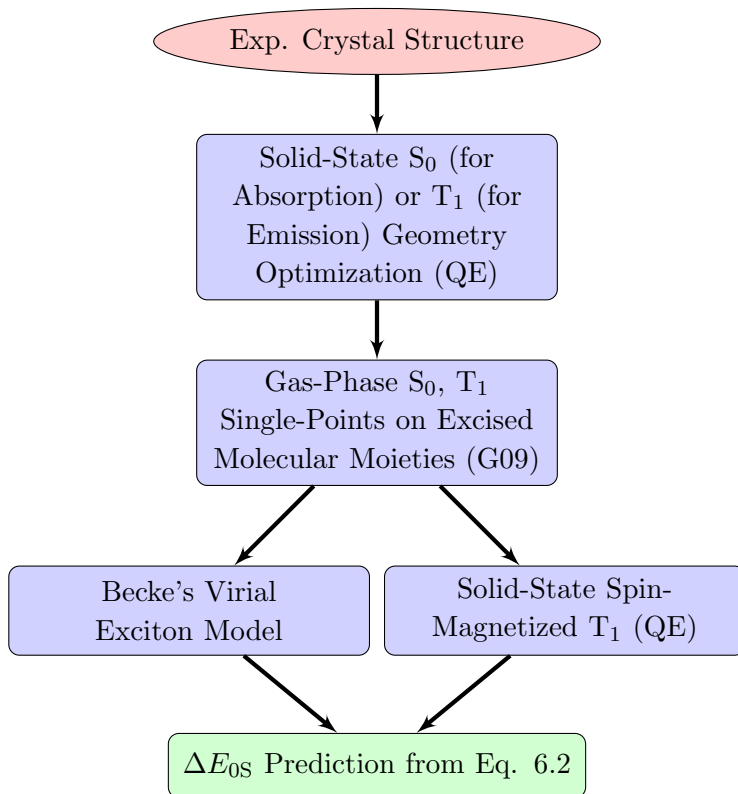 Exp. Crystal Structure
Solid-State S₀ (for
Absorption) or T₁ (for
Emission) Geometry
Optimization (QE)
Gas-Phase S₀, T₁
Single-Points on Excised
Molecular Moieties (G09)
Becke's Virial
Exciton Model
Solid-State Spin-
Magnetized T₁ (QE)
ΔE₀S Prediction from Eq. 6.2